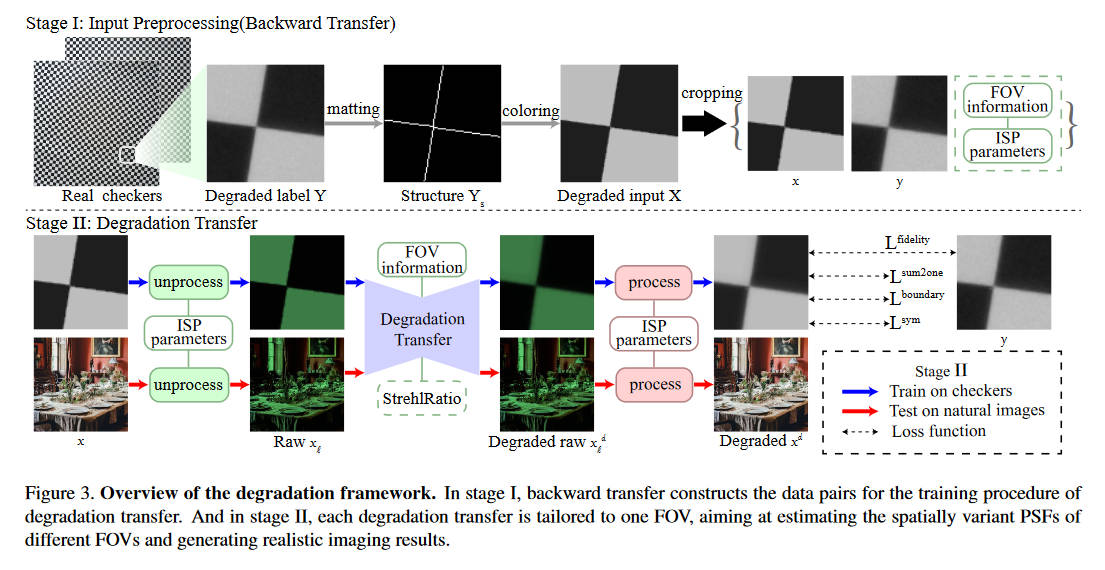 Stage I: Input Preprocessing(Backward Transfer)
matting
coloring
cropping
FOV
information
ISP
parameters
Real checkers
Degraded label Y
Structure Yₛ
Degraded input X
x
y
Stage II: Degradation Transfer
unprocess
FOV
information
process
L^fidelity
L^sum2one
L^boundary
L^sym
ISP
parameters
Degradation
Transfer
ISP
parameters
y
unprocess
StrehlRatio
process
Stage II
Train on checkers
Test on natural images
Loss function
x
Raw x_ℓ
Degraded raw x_ℓ^d
Degraded x^d
Figure 3. Overview of the degradation framework. In stage I, backward transfer constructs the data pairs for the training procedure of
degradation transfer. And in stage II, each degradation transfer is tailored to one FOV, aiming at estimating the spatially variant PSFs of
different FOVs and generating realistic imaging results.